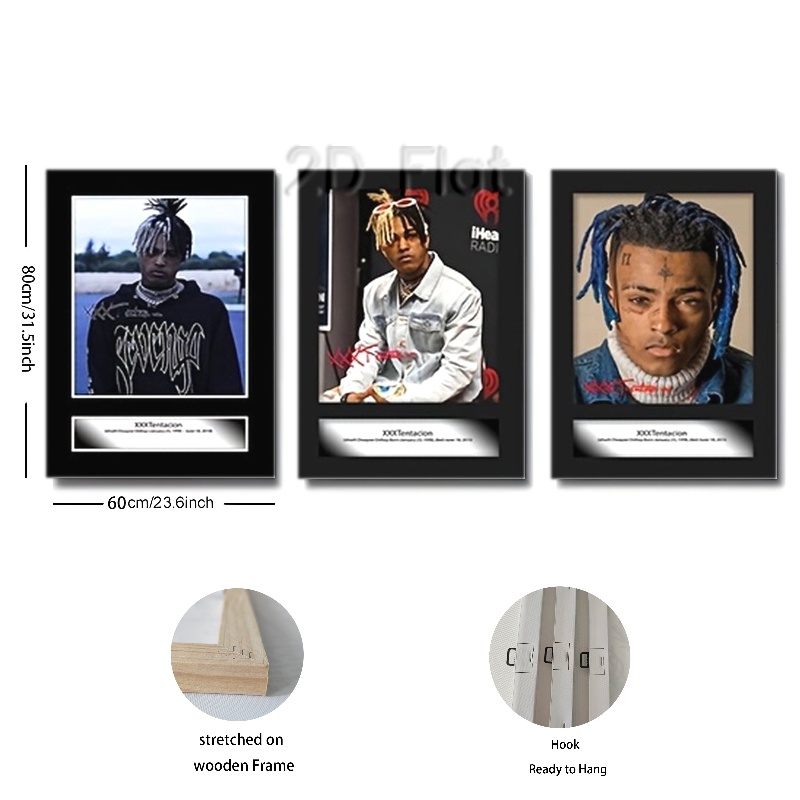 2D Flat
iHea
RADI
80cm/31.5inch
XXXTentacion
XXXTentacion
XXXTentacion
60cm/23.6inch
stretched on
wooden Frame
Hook
Ready to Hang